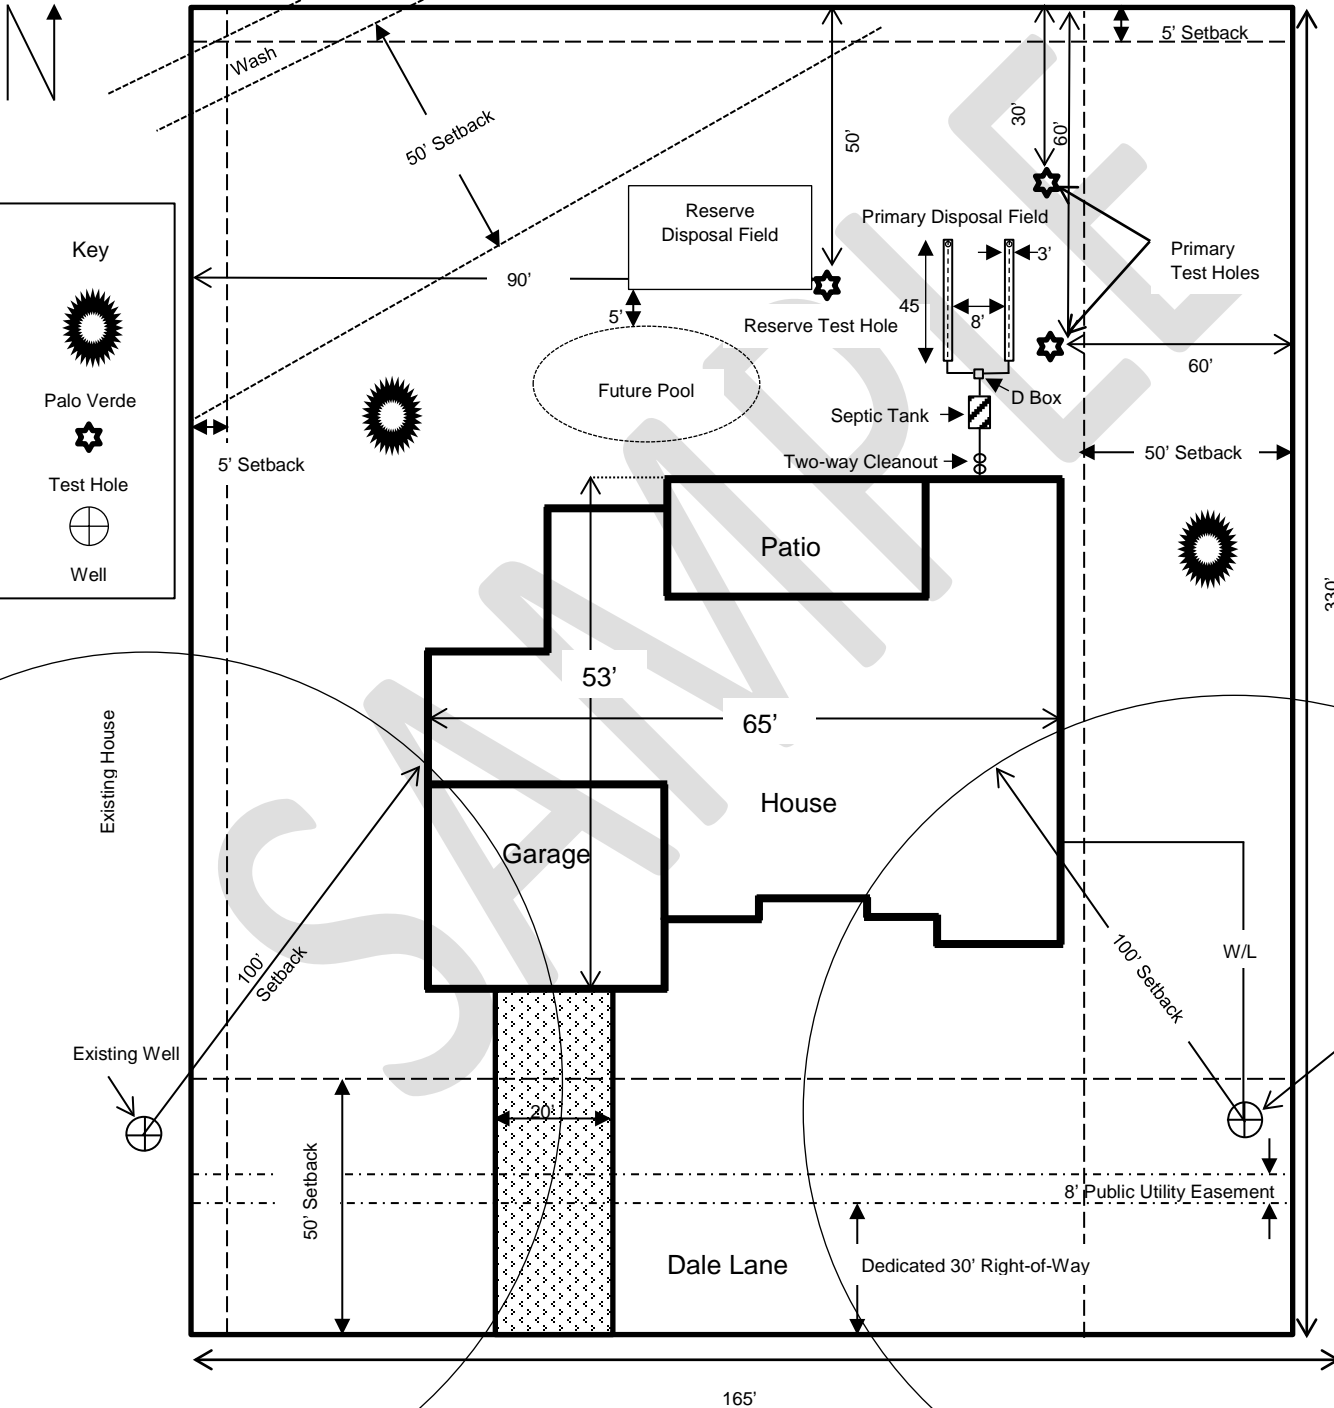 N
5’ Setback
Wash
50’ Setback
50’
30’
60’
Reserve
Disposal Field
Primary Disposal Field
Primary
Test Holes
Key
Palo Verde
Test Hole
Well
90’
3’
45
8’
5’
Reserve Test Hole
60’
Future Pool
D Box
Septic Tank
Two-way Cleanout
50’ Setback
5’ Setback
Patio
330’
53’
65’
Existing House
House
Garage
100’
Setback
100’ Setback
W/L
Existing Well
20’
50’ Setback
8’ Public Utility Easement
Dale Lane
Dedicated 30’ Right-of-Way
165’
SAMPLE